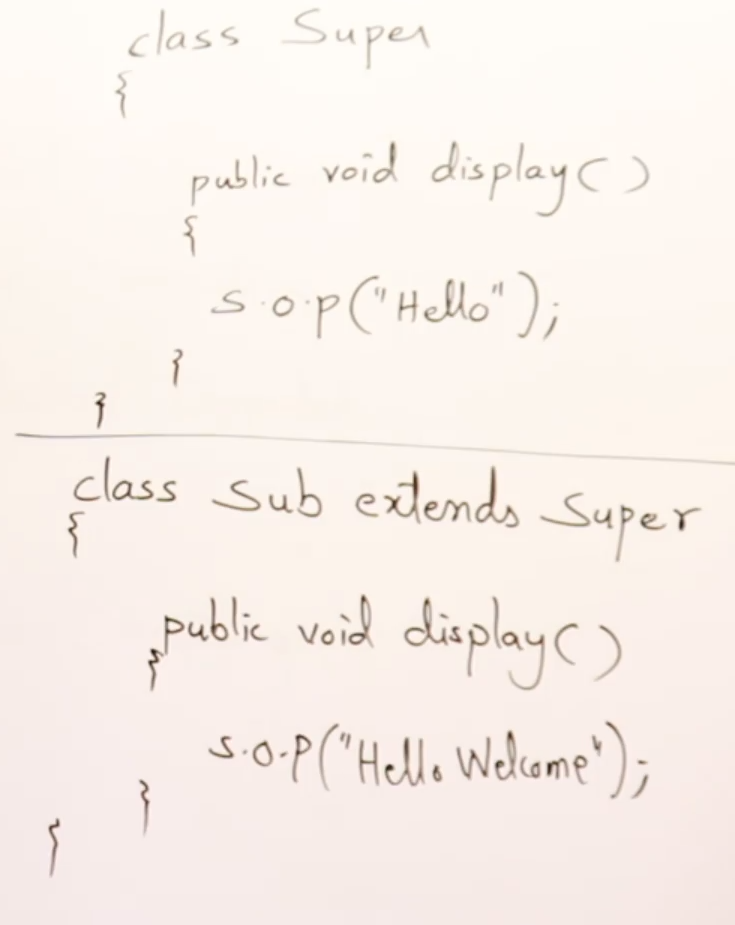 class Super
{
public void display()
{
s.o.p("Hello");
}
}
class Sub extends Super
{
public void display()
{
s.o.p("Hello Welcome");
}
}